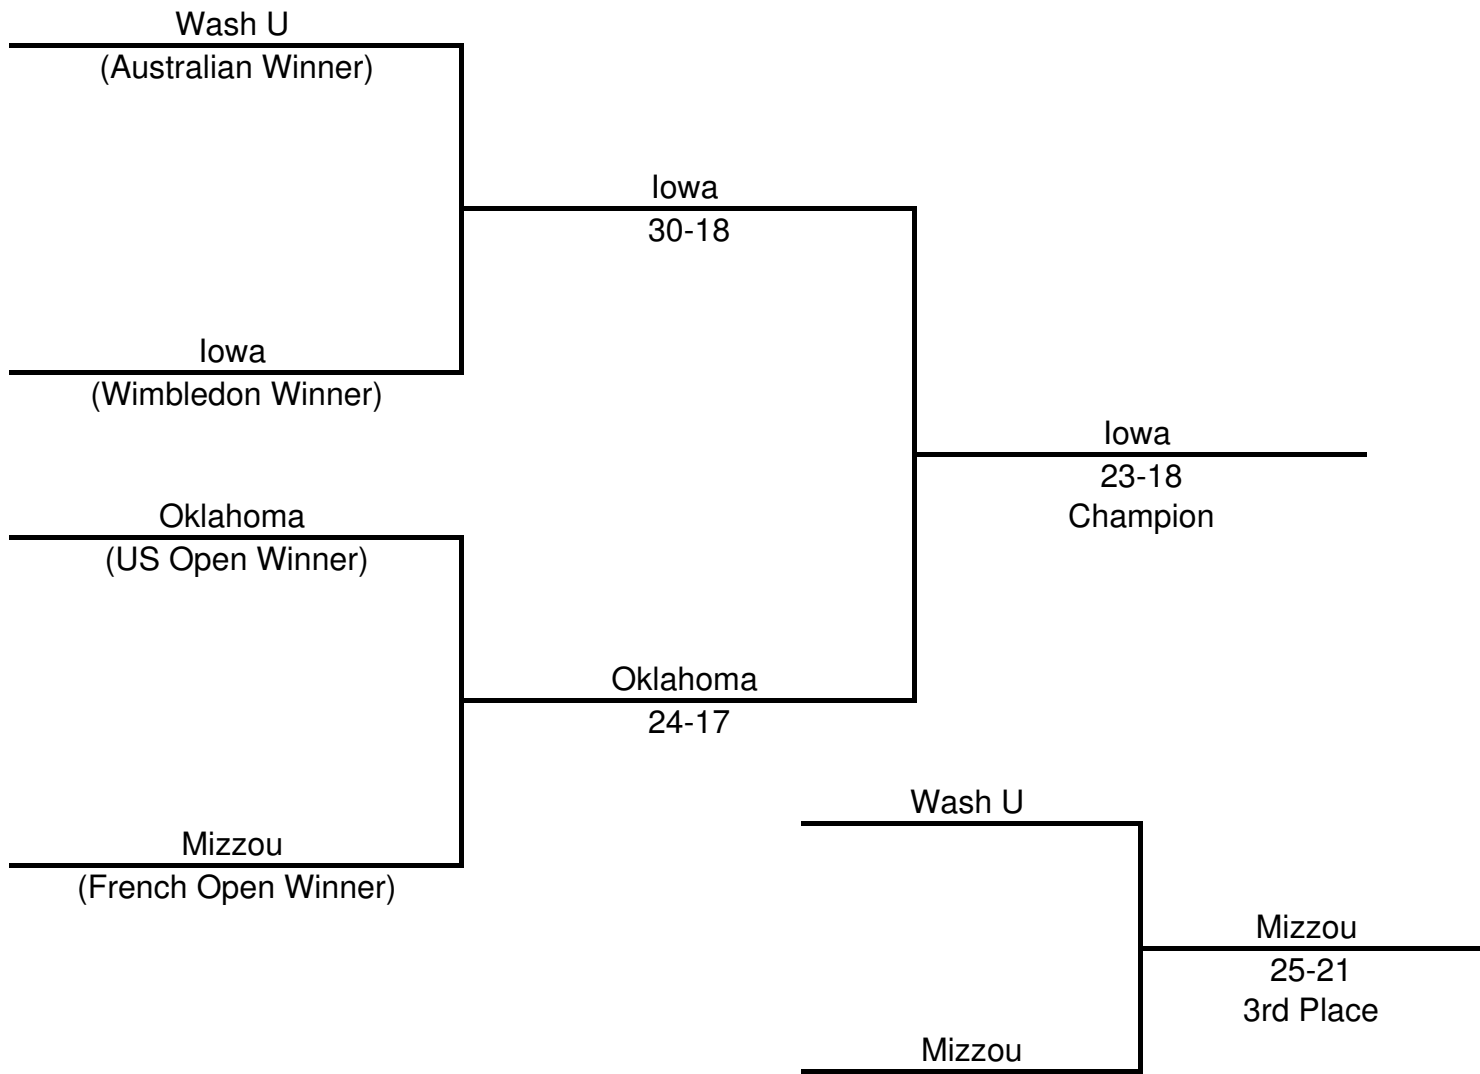 Wash U
(Australian Winner)
Iowa
30-18
Iowa
(Wimbledon Winner)
Iowa
23-18
Champion
Oklahoma
(US Open Winner)
Oklahoma
24-17
Mizzou
(French Open Winner)
Wash U
Mizzou
25-21
3rd Place
Mizzou